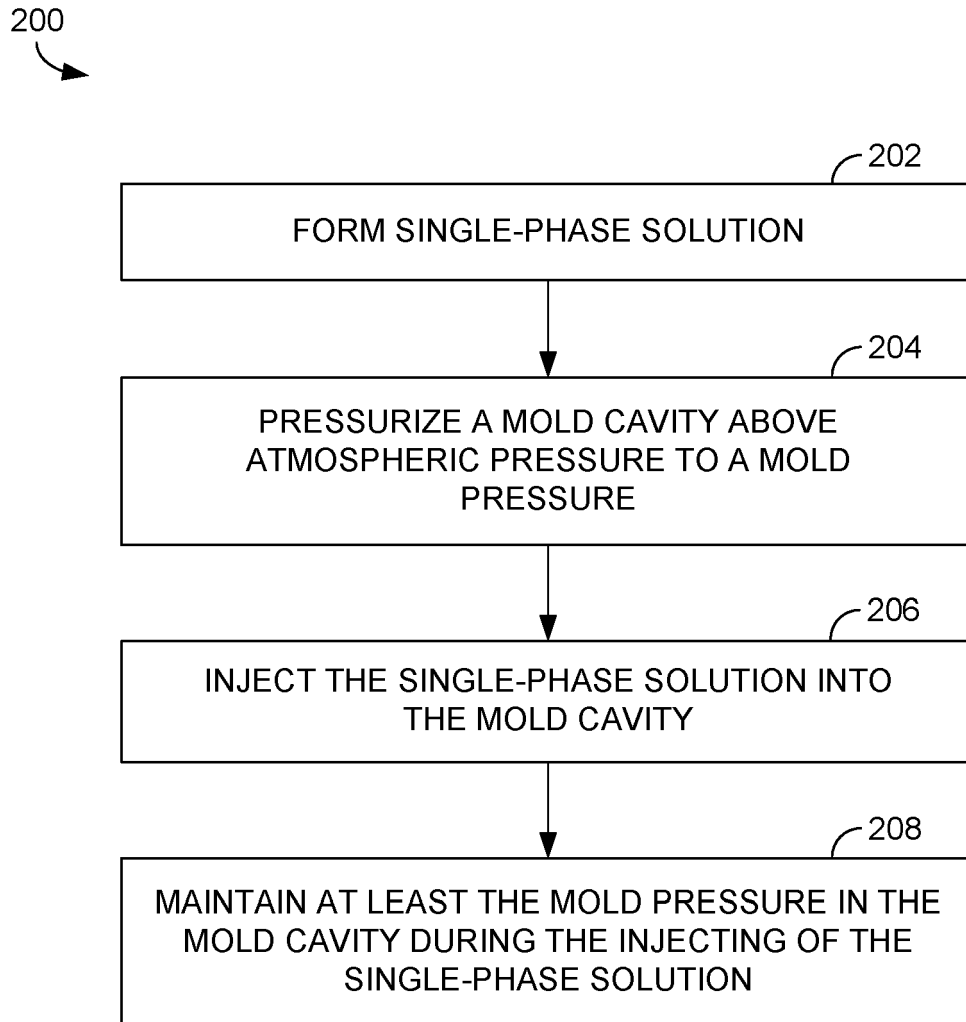 200
202
FORM SINGLE-PHASE SOLUTION
204
PRESSURIZE A MOLD CAVITY ABOVE
ATMOSPHERIC PRESSURE TO A MOLD
PRESSURE
206
INJECT THE SINGLE-PHASE SOLUTION INTO
THE MOLD CAVITY
208
MAINTAIN AT LEAST THE MOLD PRESSURE IN THE
MOLD CAVITY DURING THE INJECTING OF THE
SINGLE-PHASE SOLUTION